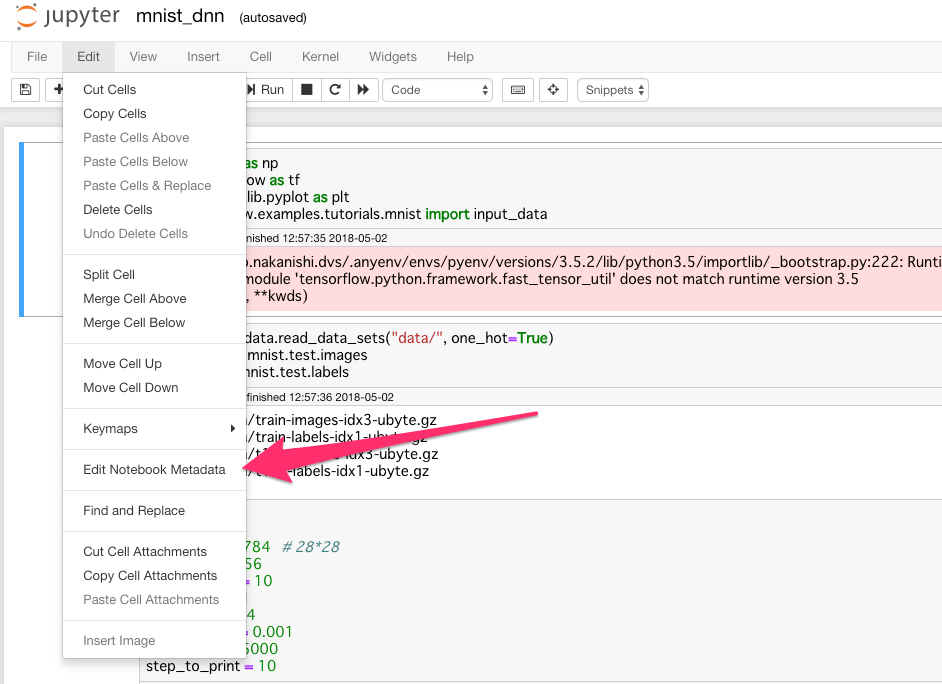 jupyter mnist_dnn (autosaved)
File Edit View Insert Cell Kernel Widgets Help
Run Code Snippets
Cut Cells
Copy Cells
Paste Cells Above
Paste Cells Below
Paste Cells & Replace
Delete Cells
Undo Delete Cells
Split Cell
Merge Cell Above
Merge Cell Below
Move Cell Up
Move Cell Down
Keymaps
Edit Notebook Metadata
Find and Replace
Cut Cell Attachments
Copy Cell Attachments
Paste Cell Attachments
Insert Image
as np
ow as tf
lib.pyplot as plt
w.examples.tutorials.mnist import input_data
nished 12:57:35 2018-05-02
o.nakanishi.dvs/.anyenv/envs/pyenv/versions/3.5.2/lib/python3.5/importlib/_bootstrap.py:222: Runti
module 'tensorflow.python.framework.fast_tensor_util' does not match runtime version 3.5
, **kwds)
data.read_data_sets("data/", one_hot=True)
mnist.test.images
nnist.test.labels
finished 12:57:36 2018-05-02
/train-images-idx3-ubyte.gz
/train-labels-idx1-ubyte.gz
idx3-ubyte.gz
labels-idx1-ubyte.gz
784 # 28*28
56
= 10
4
= 0.001
5000
step_to_print = 10